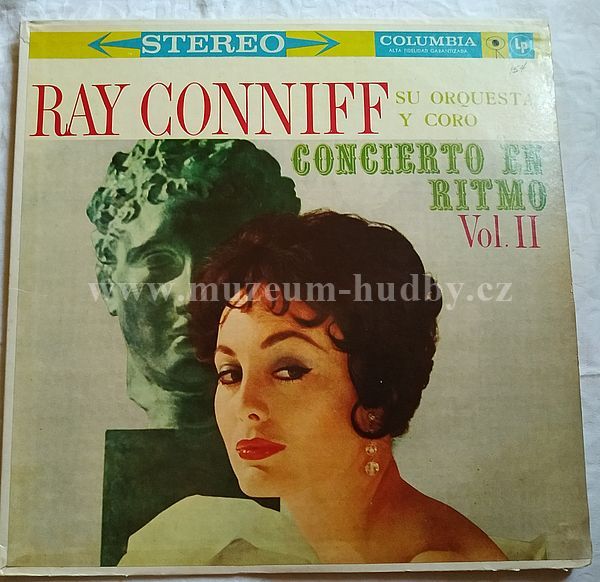 STEREO
COLUMBIA
ALTA FIDELIDAD GARANTIZADA
LP
RAY CONNIFF
SU ORQUESTA
Y CORO
CONCIERTO EN
RITMO
Vol. II
www.muzeum-hudby.cz